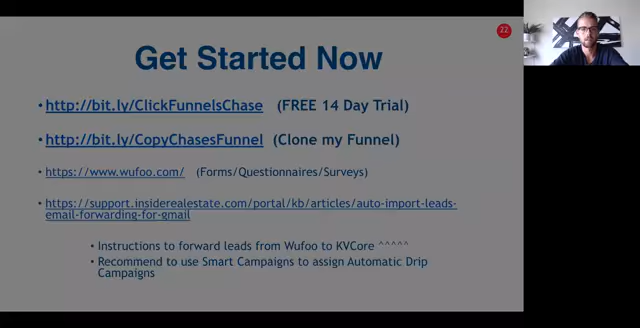 22
Get Started Now
• http://bit.ly/ClickFunnelsChase (FREE 14 Day Trial)
• http://bit.ly/CopyChasesFunnel (Clone my Funnel)
• https://www.wufoo.com/ (Forms/Questionnaires/Surveys)
• https://support.insiderealestate.com/portal/kb/articles/auto-import-leads-
email-forwarding-for-gmail
• Instructions to forward leads from Wufoo to KVCore ^^^^^
• Recommend to use Smart Campaigns to assign Automatic Drip
Campaigns